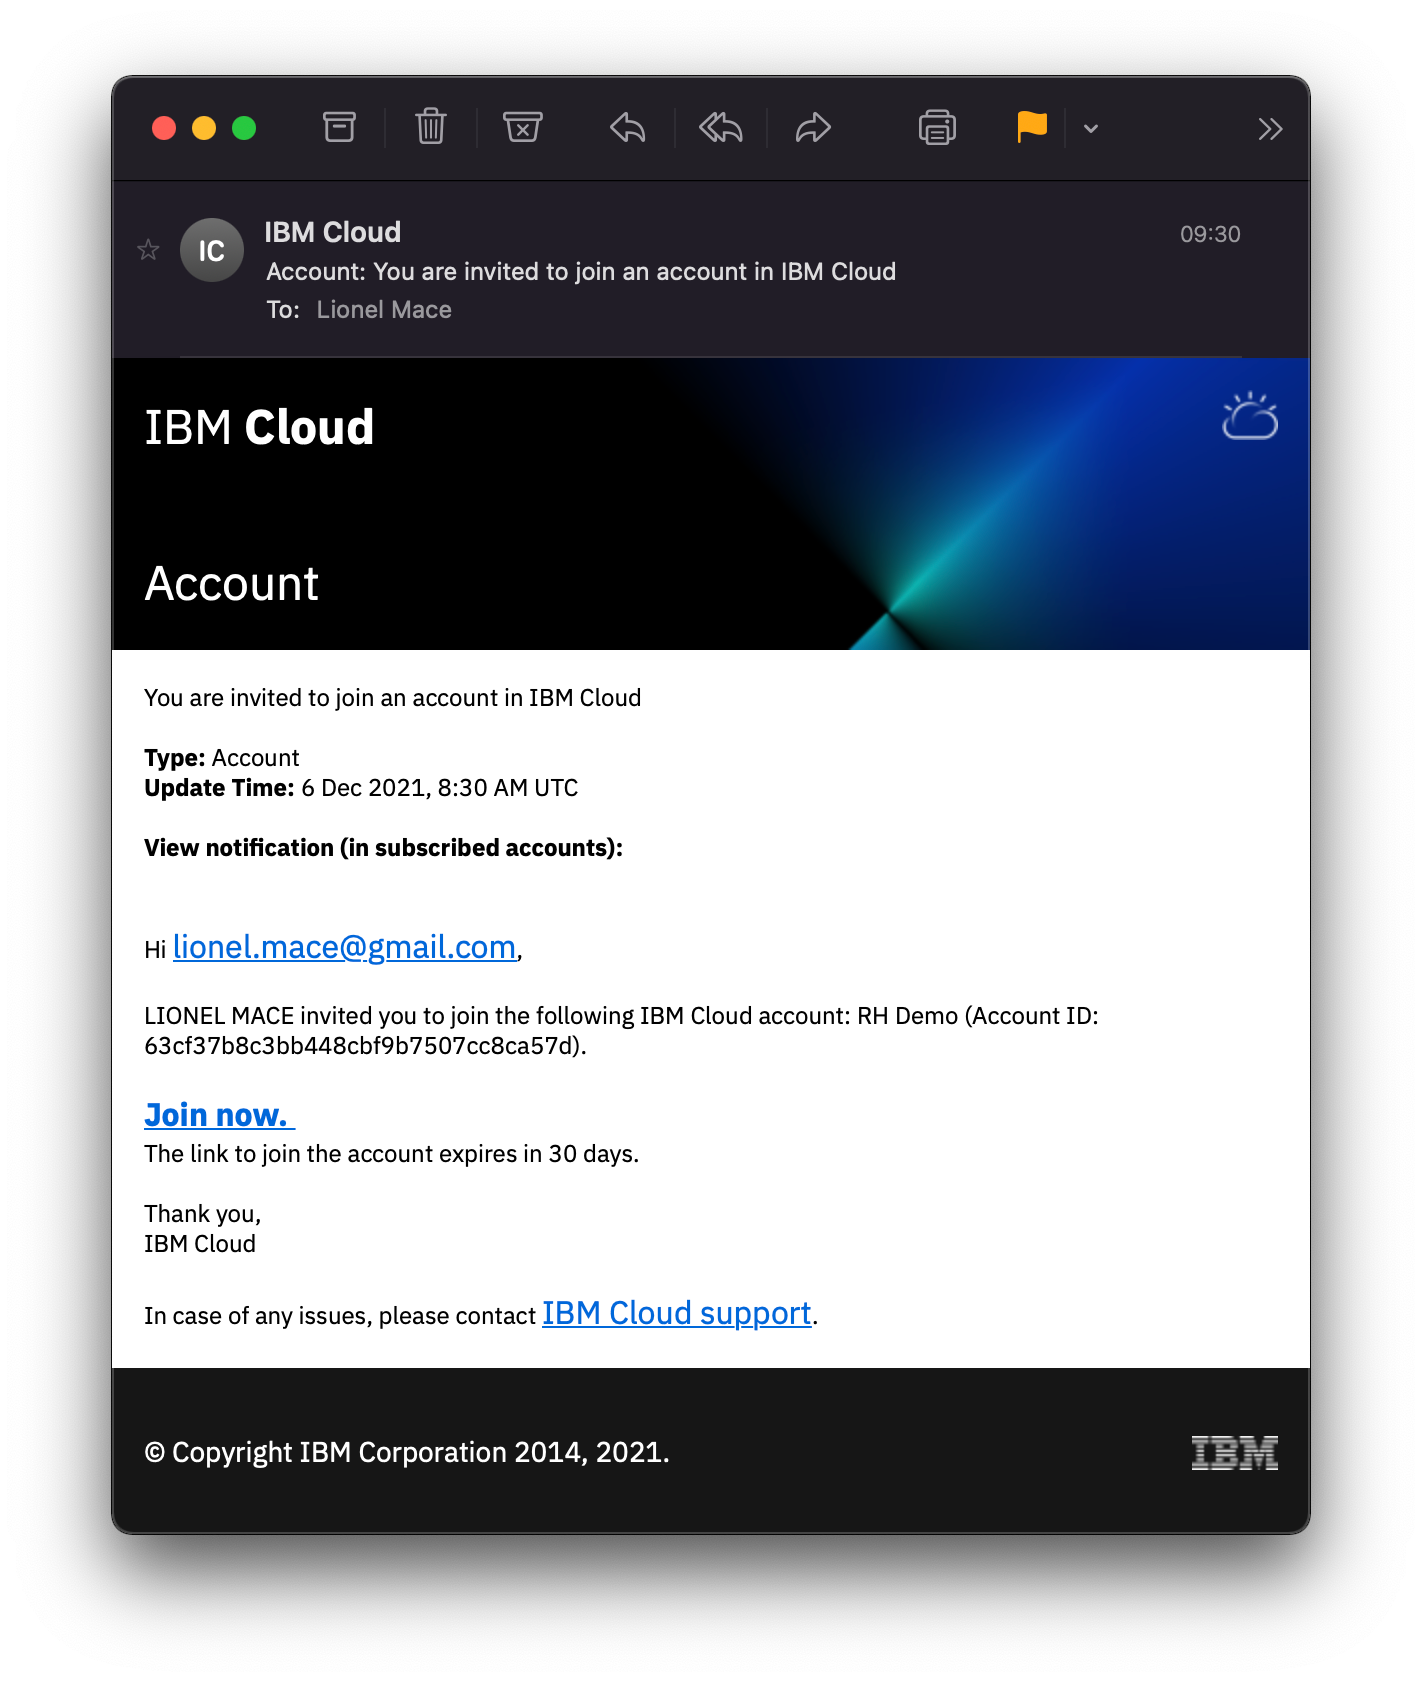 IC
IBM Cloud
09:30
Account: You are invited to join an account in IBM Cloud
To: Lionel Mace
IBM Cloud
Account
You are invited to join an account in IBM Cloud
Type: Account
Update Time: 6 Dec 2021, 8:30 AM UTC
View notification (in subscribed accounts):
Hi lionel.mace@gmail.com,
LIONEL MACE invited you to join the following IBM Cloud account: RH Demo (Account ID:
63cf37b8c3bb448cbf9b7507cc8ca57d).
Join now.
The link to join the account expires in 30 days.
Thank you,
IBM Cloud
In case of any issues, please contact IBM Cloud support.
© Copyright IBM Corporation 2014, 2021.
IBM